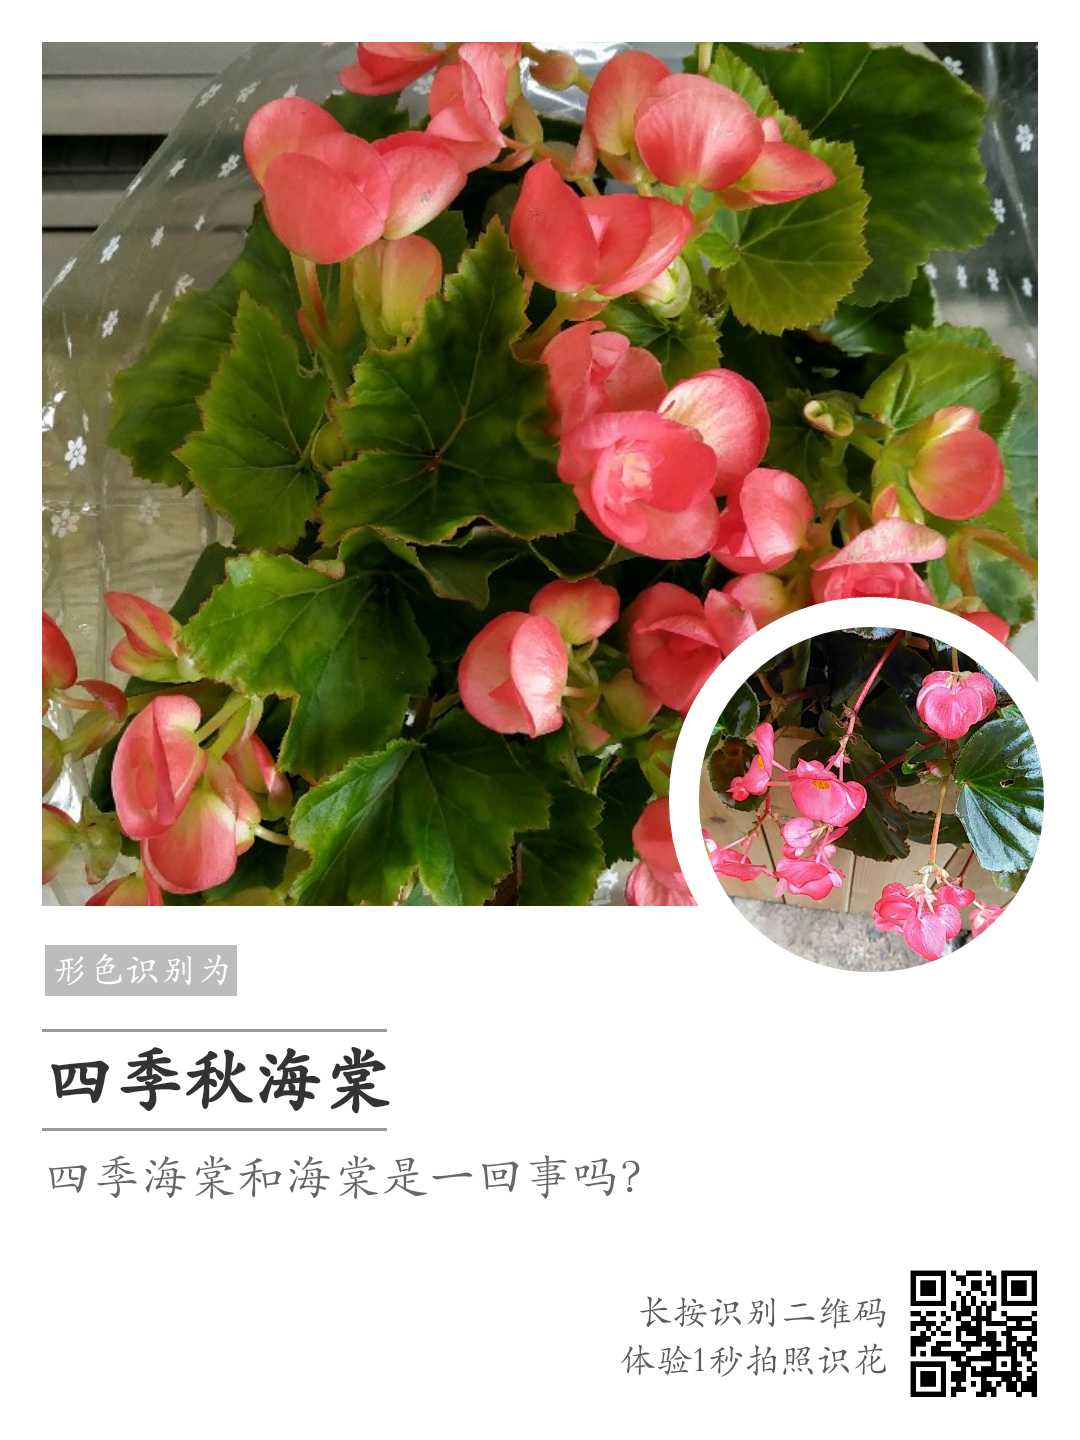 形色识别为
四季秋海棠
四季海棠和海棠是一回事吗?
长按识别二维码
体验1秒拍照识花